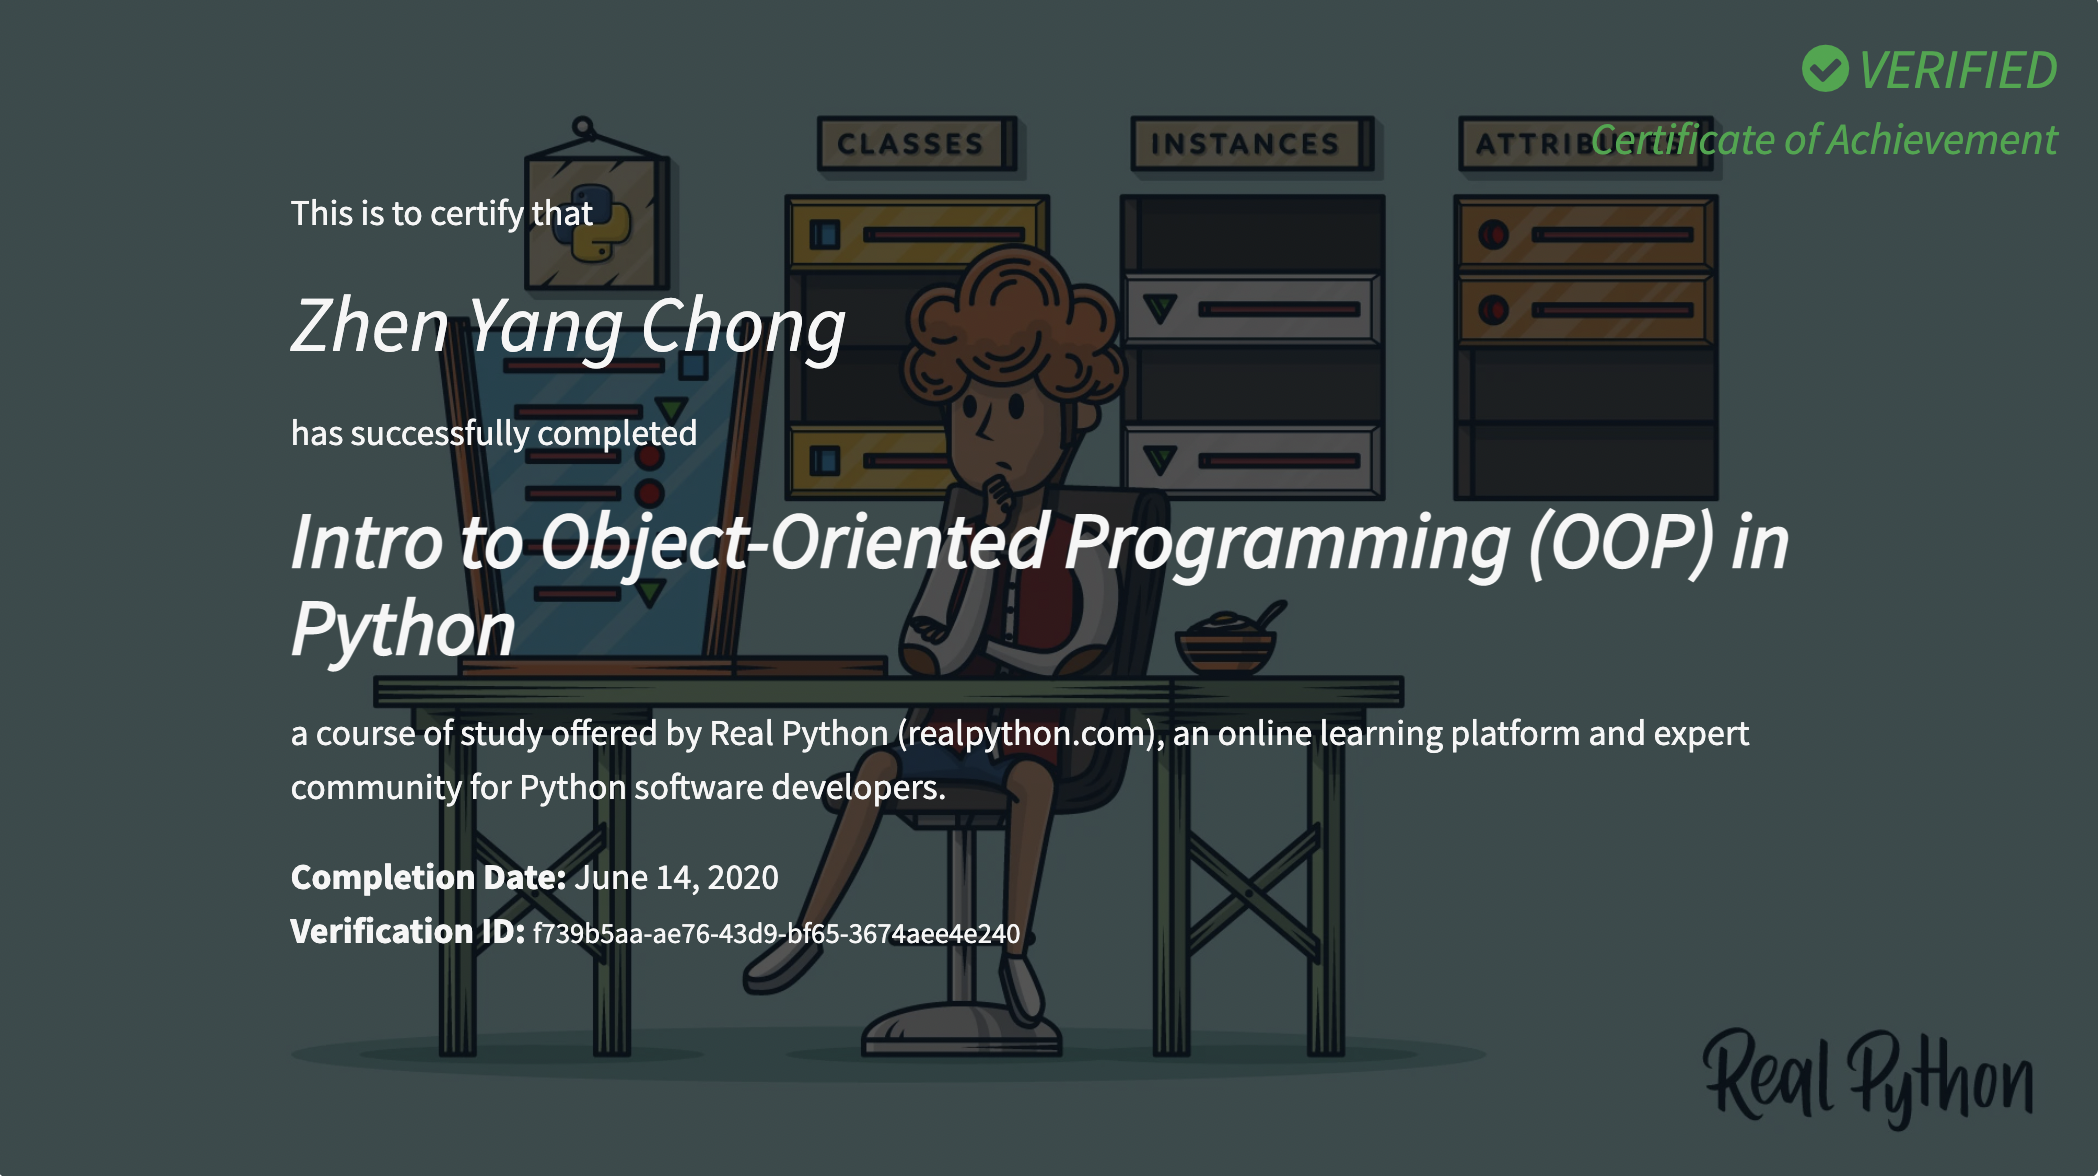 VERIFIED
Certificate of Achievement
CLASSES
INSTANCES
This is to certify that
Zhen Yang Chong
has successfully completed
Intro to Object-Oriented Programming (OOP) in
Python
a course of study offered by Real Python (realpython.com), an online learning platform and expert
community for Python software developers.
Completion Date: June 14, 2020
Verification ID: f739b5aa-ae76-43d9-bf65-3674aee4e240
Real Python